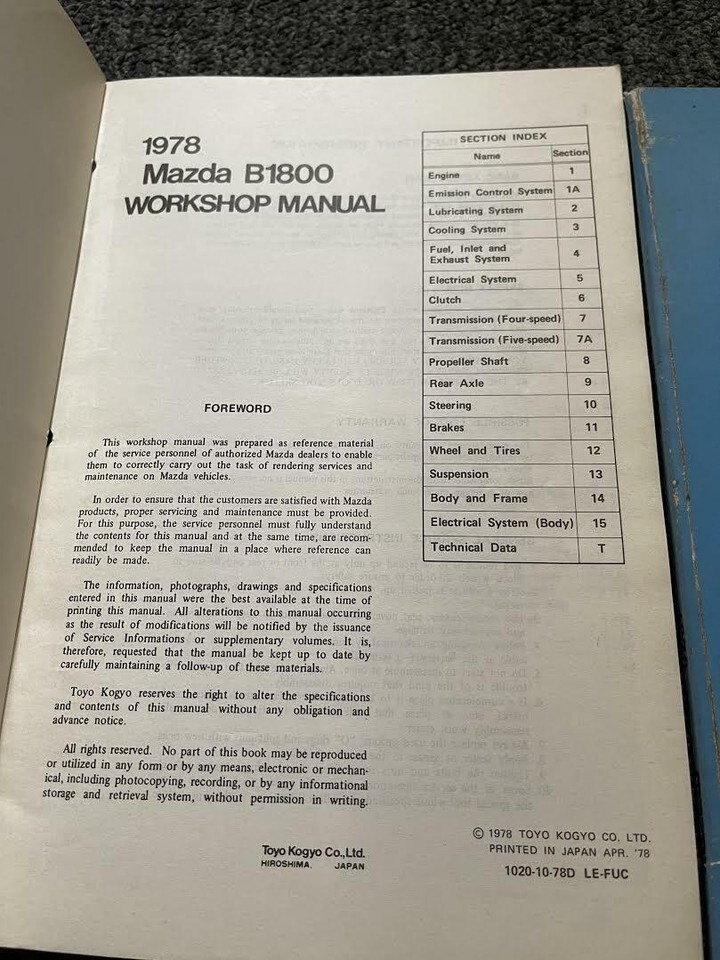 1978
Mazda B1800
WORKSHOP MANUAL
FOREWORD
This workshop manual was prepared as reference material
of the service personnel of authorized Mazda dealers to enable
them to correctly carry out the task of rendering services and
maintenance on Mazda vehicles.
In order to ensure that the customers are satisfied with Mazda
products, proper servicing and maintenance must be provided.
For this purpose, the service personnel must fully understand
the contents for this manual and at the same time, are recom-
mended to keep the manual in a place where reference can
readily be made.
The information, photographs, drawings and specifications
entered in this manual were the best available at the time of
printing this manual. All alterations to this manual occurring
as the result of modifications will be notified by the issuance
of Service Informations or supplementary volumes. It is,
therefore, requested that the manual be kept up to date by
carefully maintaining a follow-up of these materials.
Toyo Kogyo reserves the right to alter the specifications
and contents of this manual without any obligation and
advance notice.
All rights reserved. No part of this book may be reproduced
or utilized in any form or by any means, electronic or mechan-
ical, including photocopying, recording, or by any informational
storage and retrieval system, without permission in writing.
Toyo Kogyo Co.,Ltd.
HIROSHIMA. JAPAN
SECTION INDEX
Name Section
Engine 1
Emission Control System 1A
Lubricating System 2
Cooling System 3
Fuel, Inlet and
Exhaust System 4
Electrical System 5
Clutch 6
Transmission (Four-speed) 7
Transmission (Five-speed) 7A
Propeller Shaft 8
Rear Axle 9
Steering 10
Brakes 11
Wheel and Tires 12
Suspension 13
Body and Frame 14
Electrical System (Body) 15
Technical Data T
© 1978 TOYO KOGYO CO. LTD.
PRINTED IN JAPAN APR. '78
1020-10-78D LE-FUC